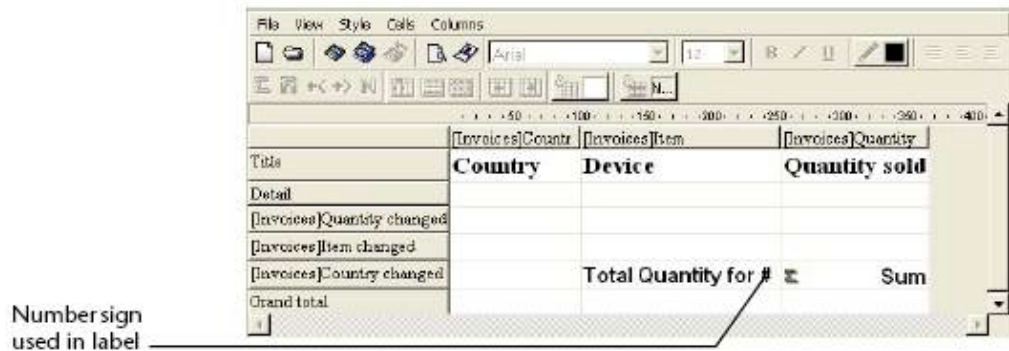 File View Style Cells Columns
Arial 12 B I U
N...
50 100 150 200 250 300 350 400
[Invoices]Countr [Invoices]Item [Invoices]Quantity
Title Country Device Quantity sold
Detail
[Invoices]Quantity changed
[Invoices]Item changed
[Invoices]Country changed Total Quantity for # Σ Sum
Grand total
Number sign
used in label